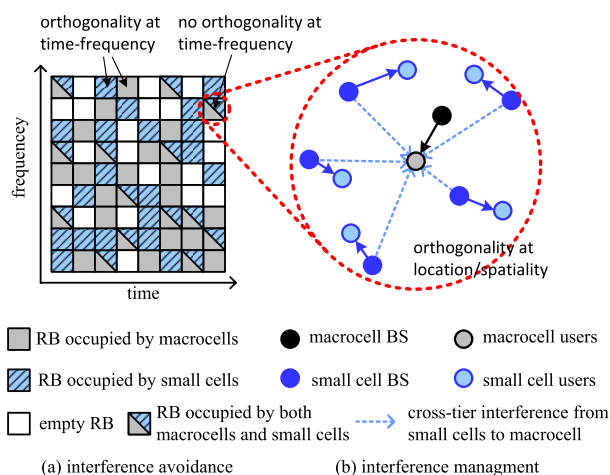 orthogonality at
time-frequency
no orthogonality at
time-frequency
frequencey
time
orthogonality at
location/spatiality
RB occupied by macrocells
macrocell BS
macrocell users
RB occupied by small cells
small cell BS
small cell users
empty RB
RB occupied by both
macrocells and small cells
cross-tier interference from
small cells to macrocell
(a) interference avoidance
(b) interference managment